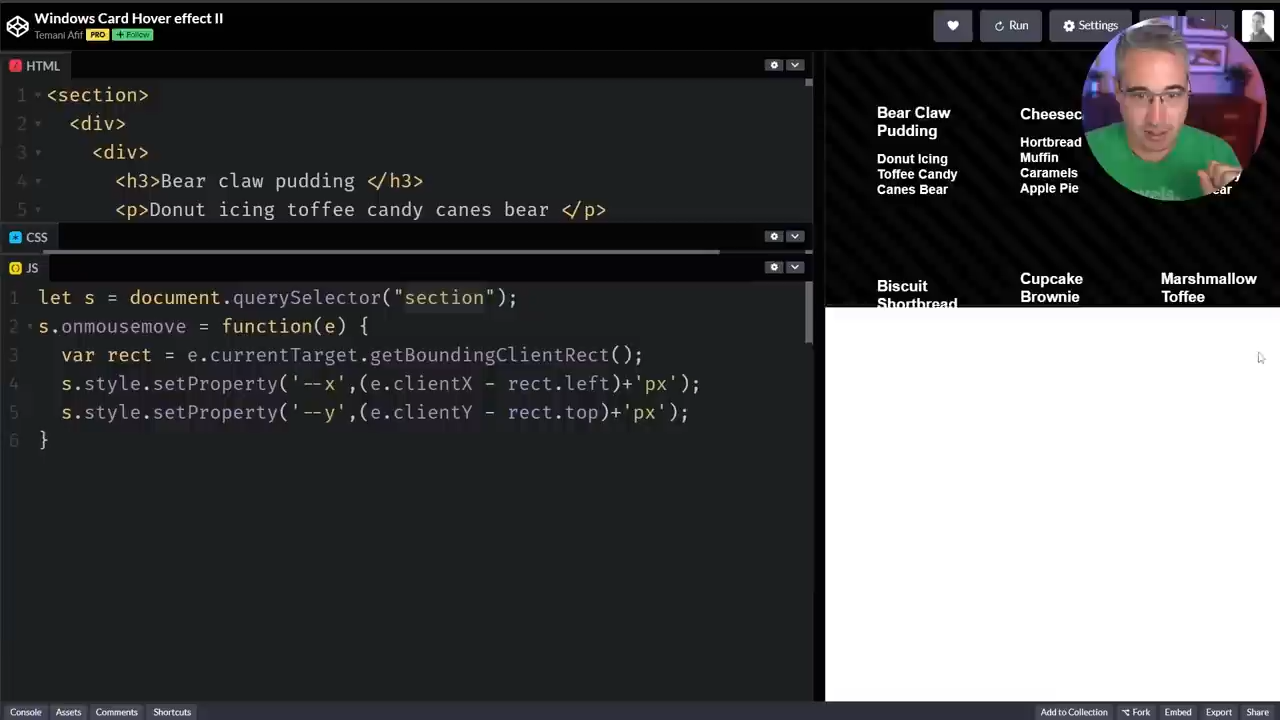 Windows Card Hover effect II
Temani Afif PRO + Follow
Run
Settings
HTML
1 <section>
2 <div>
3 <div>
4 <h3>Bear claw pudding </h3>
5 <p>Donut icing toffee candy canes bear </p>
CSS
JS
1 let s = document.querySelector("section");
2 s.onmousemove = function(e) {
3 var rect = e.currentTarget.getBoundingClientRect();
4 s.style.setProperty('--x',(e.clientX - rect.left)+'px');
5 s.style.setProperty('--y',(e.clientY - rect.top)+'px');
6 }
Bear Claw
Pudding
Donut Icing
Toffee Candy
Canes Bear
Cheesec
Hortbread
Muffin
Caramels
Apple Pie
Biscuit
Shortbread
Cupcake
Brownie
Marshmallow
Toffee
Console Assets Comments Shortcuts
Add to Collection Fork Embed Export Share